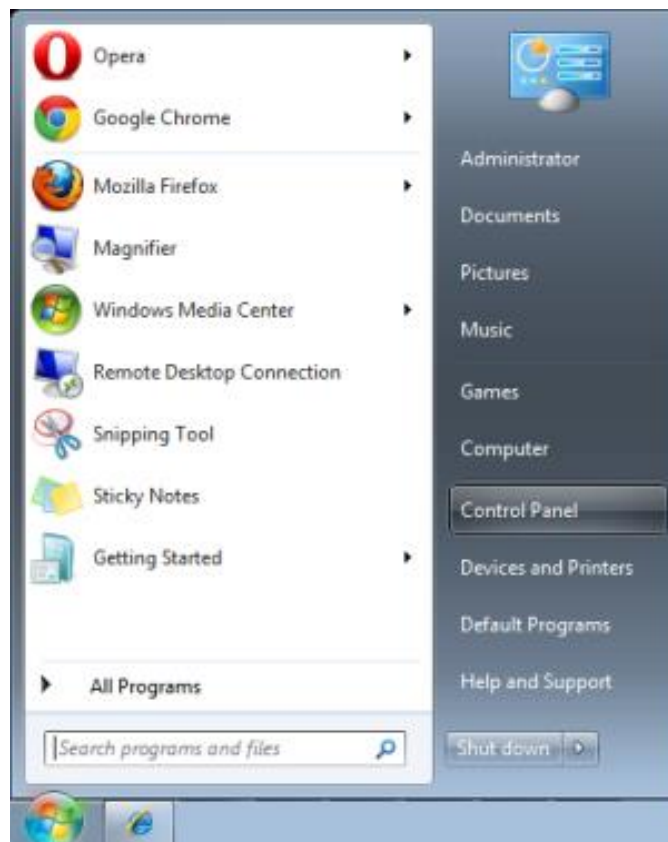 Opera
Google Chrome
Mozilla Firefox
Magnifier
Windows Media Center
Remote Desktop Connection
Snipping Tool
Sticky Notes
Getting Started
All Programs
Search programs and files
Administrator
Documents
Pictures
Music
Games
Computer
Control Panel
Devices and Printers
Default Programs
Help and Support
Shut down